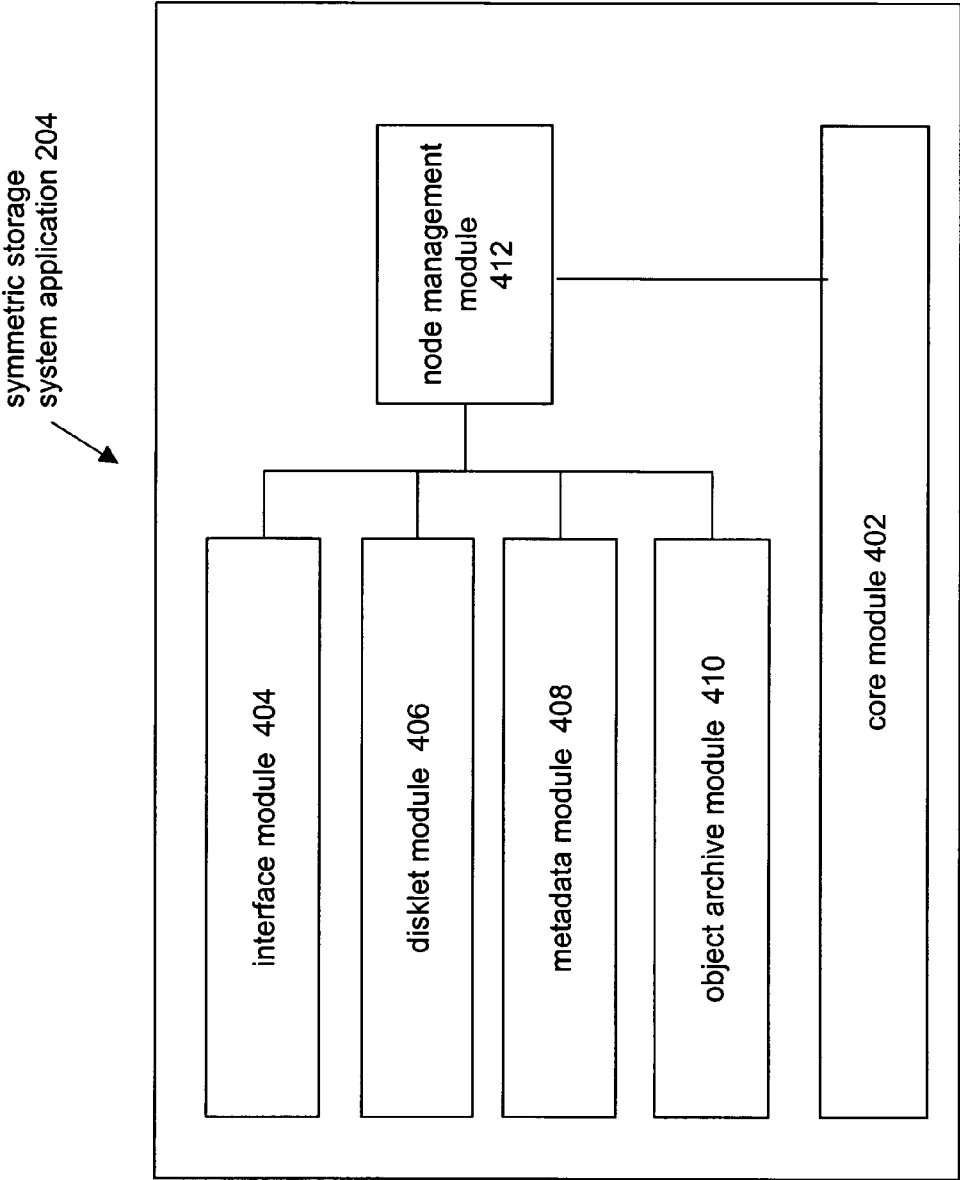 symmetric storage
system application 204
interface module 404
disklet module 406
metadata module 408
object archive module 410
node management
module
412
core module 402